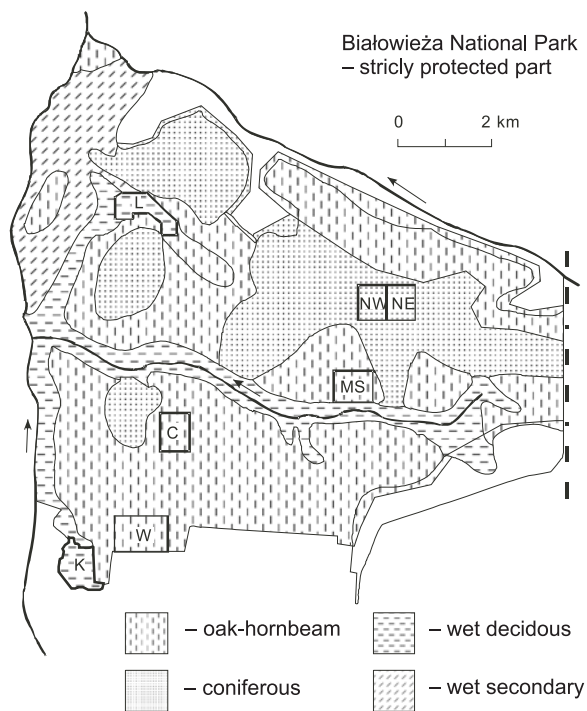 Białowieża National Park
– stricly protected part
0 2 km
L
NW NE
MS
C
W
K
– oak-hornbeam
– wet decidous
– coniferous
– wet secondary